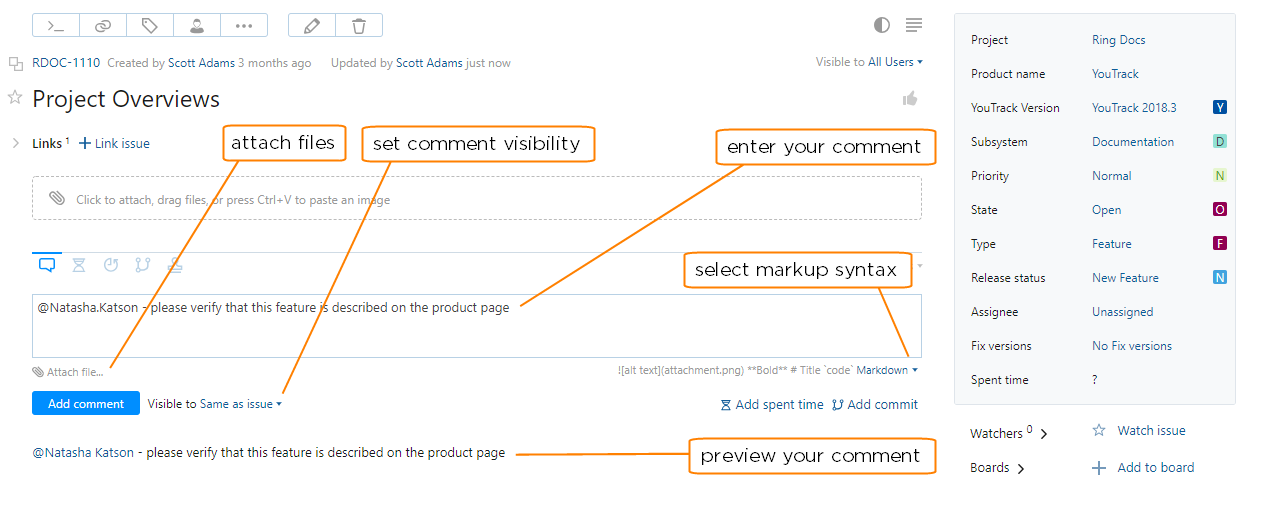 RDOC-1110 Created by Scott Adams 3 months ago Updated by Scott Adams just now Visible to All Users
Project Overviews
Links 1 Link issue
attach files
set comment visibility
enter your comment
Click to attach, drag files, or press Ctrl+V to paste an image
select markup syntax
@Natasha.Katson - please verify that this feature is described on the product page
Attach file... ![alt text](attachment.png) **Bold** # Title `code` Markdown
Add comment Visible to Same as issue Add spent time Add commit
@Natasha Katson - please verify that this feature is described on the product page
preview your comment
Project Ring Docs
Product name YouTrack
YouTrack Version YouTrack 2018.3 Y
Subsystem Documentation D
Priority Normal N
State Open O
Type Feature F
Release status New Feature N
Assignee Unassigned
Fix versions No Fix versions
Spent time ?
Watchers 0 Watch issue
Boards Add to board